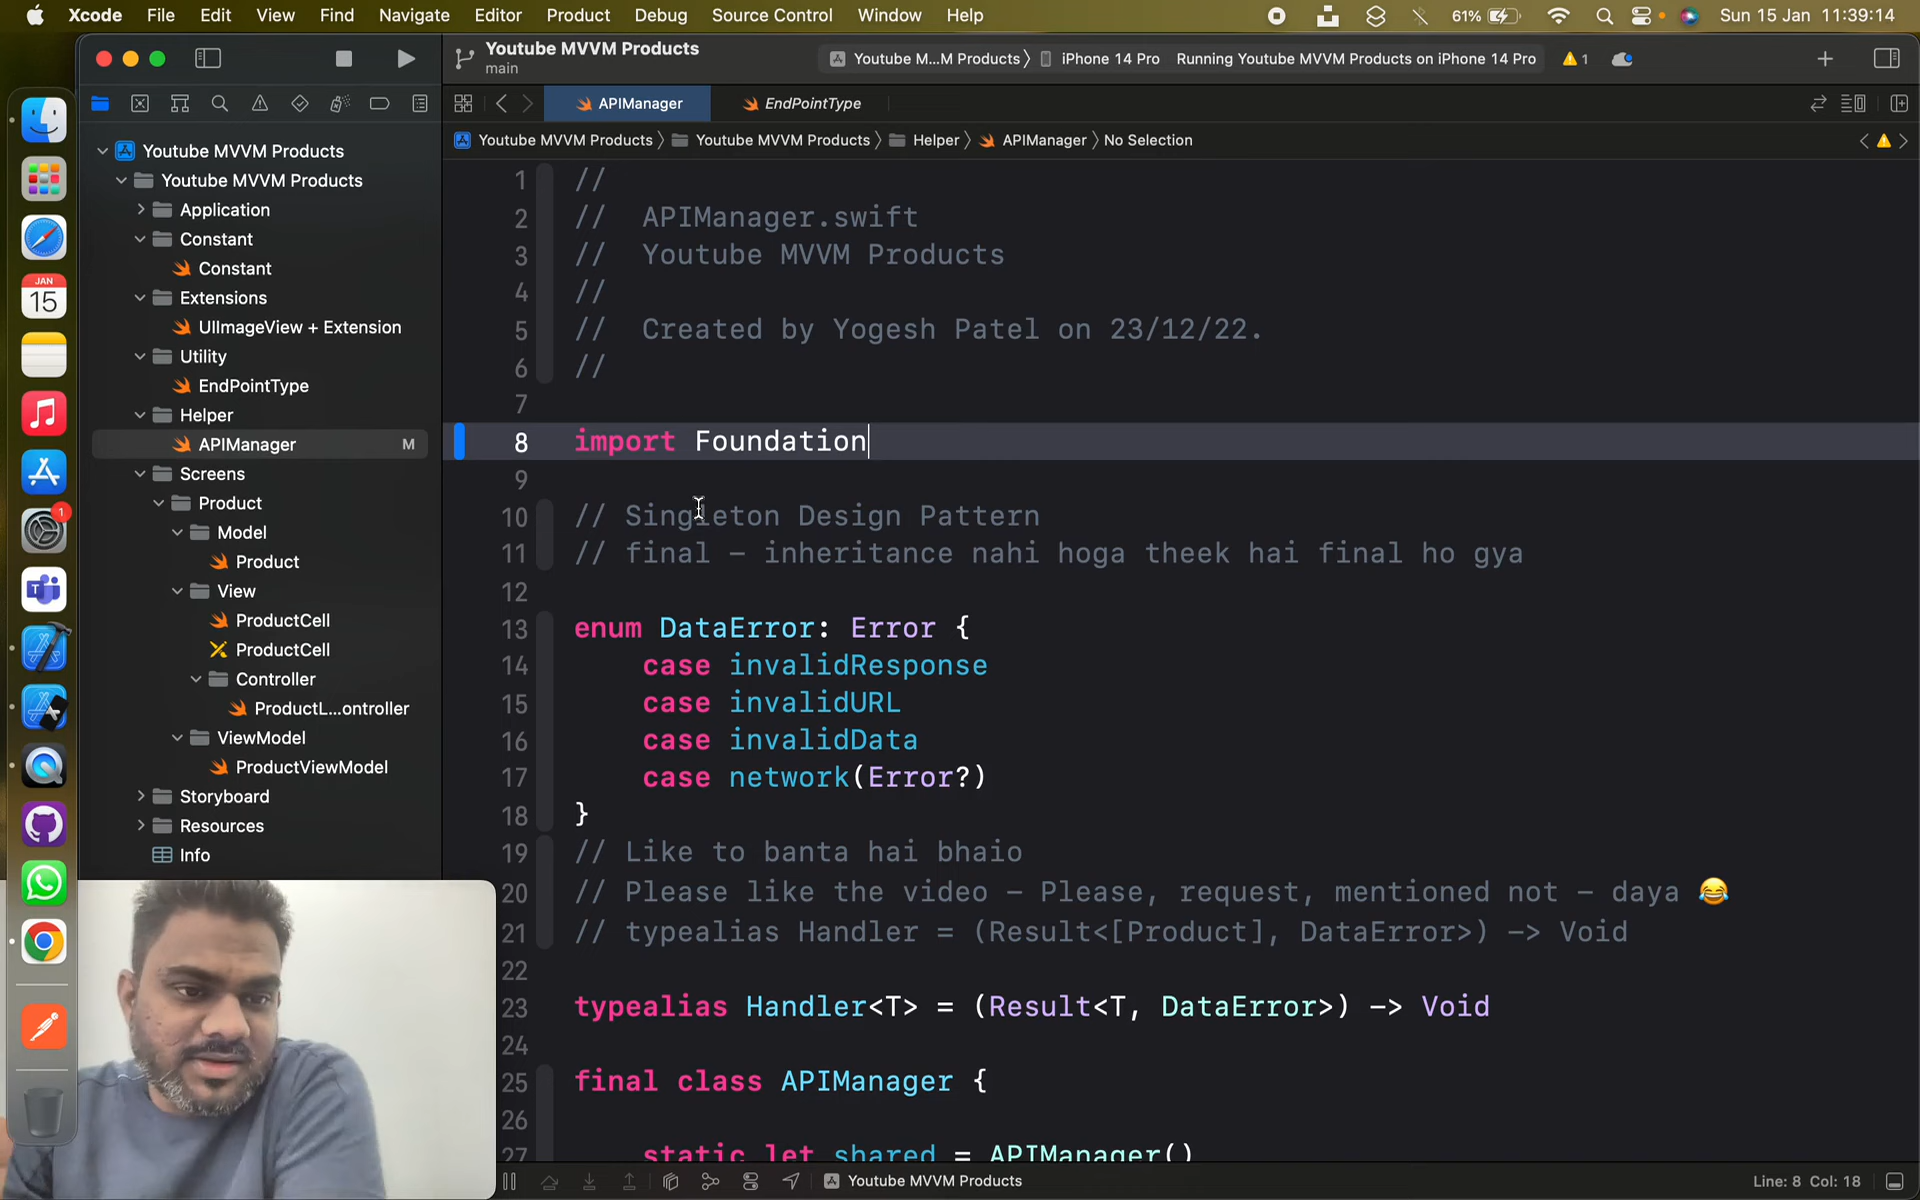 Xcode File Edit View Find Navigate Editor Product Debug Source Control Window Help 61% Sun 15 Jan 11:39:14
Youtube MVVM Products
main
Youtube M...M Products 〉 iPhone 14 Pro Running Youtube MVVM Products on iPhone 14 Pro 1
APIManager EndPointType
Youtube MVVM Products 〉 Youtube MVVM Products 〉 Helper 〉 APIManager 〉 No Selection
Youtube MVVM Products
Youtube MVVM Products
Application
Constant
Constant
Extensions
UIImageView + Extension
Utility
EndPointType
Helper
APIManager M
Screens
Product
Model
Product
View
ProductCell
ProductCell
Controller
ProductL...ontroller
ViewModel
ProductViewModel
Storyboard
Resources
Info
JAN
15
1
1 //
2 // APIManager.swift
3 // Youtube MVVM Products
4 //
5 // Created by Yogesh Patel on 23/12/22.
6 //
7
8 import Foundation
9
10 // Singleton Design Pattern
11 // final – inheritance nahi hoga theek hai final ho gya
12
13 enum DataError: Error {
14 case invalidResponse
15 case invalidURL
16 case invalidData
17 case network(Error?)
18 }
19 // Like to banta hai bhaio
20 // Please like the video – Please, request, mentioned not – daya 😂
21 // typealias Handler = (Result<[Product], DataError>) -> Void
22
23 typealias Handler<T> = (Result<T, DataError>) -> Void
24
25 final class APIManager {
26
27 static let shared = APIManager()
Youtube MVVM Products
Line: 8 Col: 18